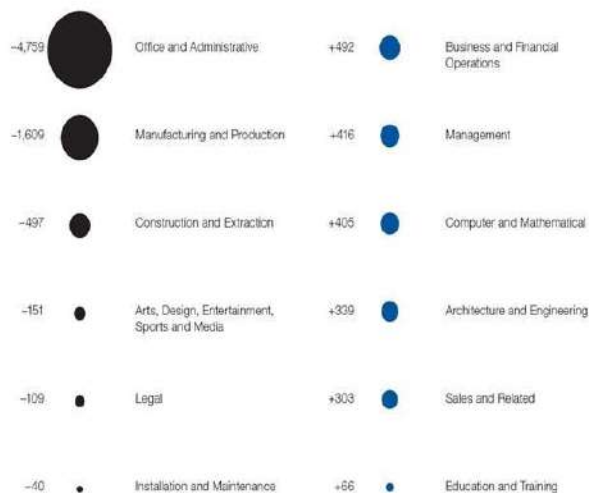 −4,759 Office and Administrative +492 Business and Financial
Operations
−1,609 Manufacturing and Production +416 Management
−497 Construction and Extraction +405 Computer and Mathematical
−151 Arts, Design, Entertainment,
Sports and Media +339 Architecture and Engineering
−109 Legal +303 Sales and Related
−40 Installation and Maintenance +66 Education and Training